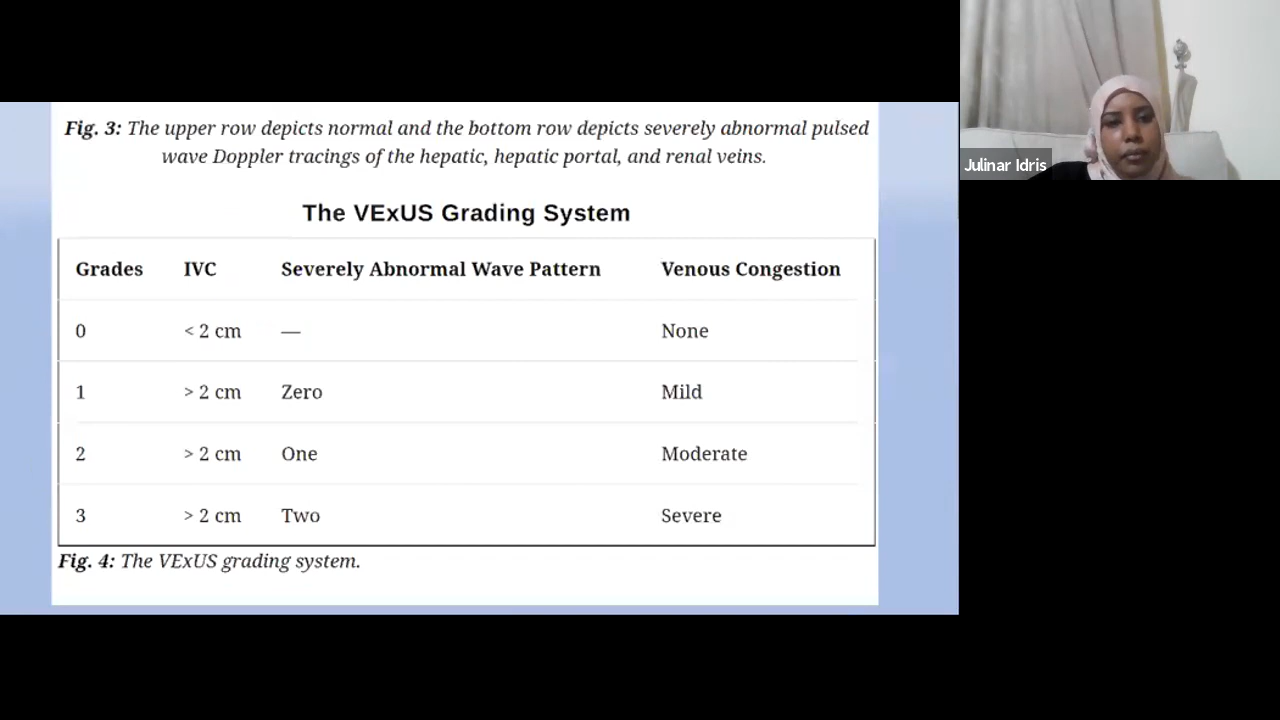 Fig. 3: The upper row depicts normal and the bottom row depicts severely abnormal pulsed
wave Doppler tracings of the hepatic, hepatic portal, and renal veins.
The VExUS Grading System
Grades IVC Severely Abnormal Wave Pattern Venous Congestion
0 < 2 cm — None
1 > 2 cm Zero Mild
2 > 2 cm One Moderate
3 > 2 cm Two Severe
Fig. 4: The VExUS grading system.
Julinar Idris